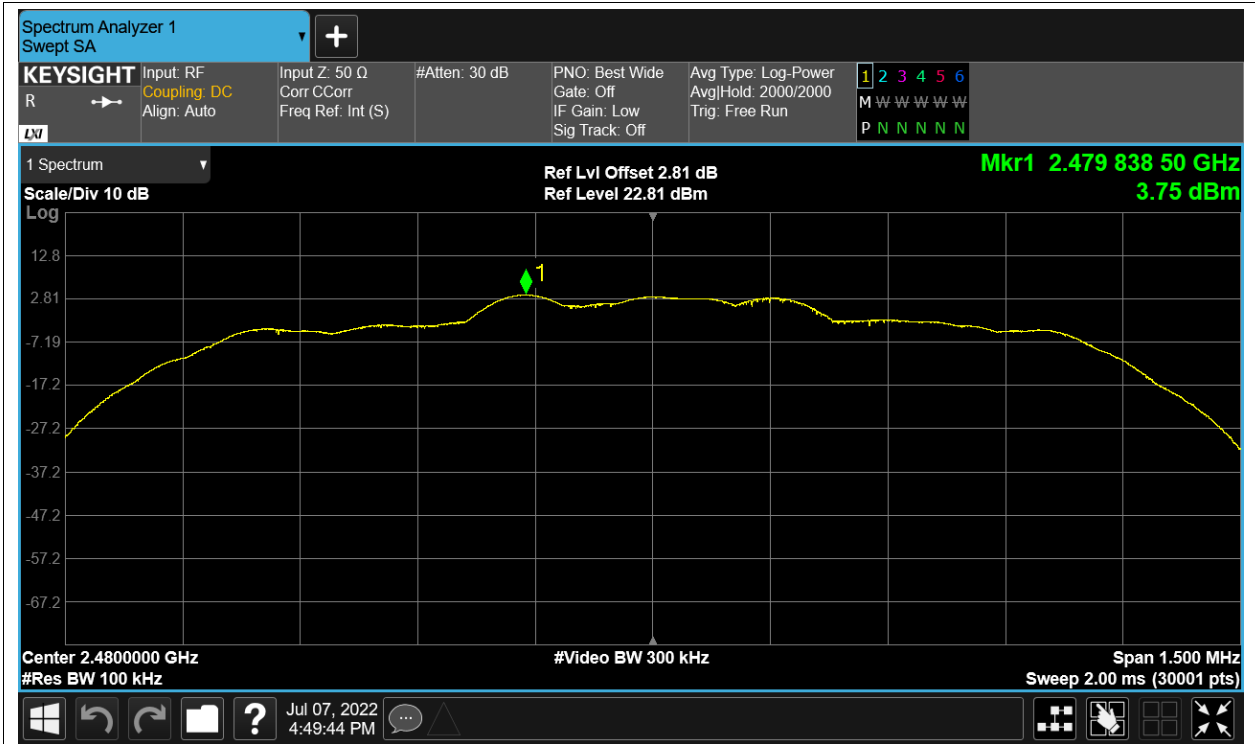 Spectrum Analyzer 1
Swept SA
KEYSIGHT
R
LXI
Input: RF
Coupling: DC
Align: Auto
Input Z: 50 Ω
Corr CCorr
Freq Ref: Int (S)
#Atten: 30 dB
PNO: Best Wide
Gate: Off
IF Gain: Low
Sig Track: Off
Avg Type: Log-Power
Avg|Hold: 2000/2000
Trig: Free Run
1 2 3 4 5 6
M W W W W W
P N N N N N
1 Spectrum
Scale/Div 10 dB
Log
Ref Lvl Offset 2.81 dB
Ref Level 22.81 dBm
Mkr1 2.479 838 50 GHz
3.75 dBm
12.8
1
2.81
-7.19
-17.2
-27.2
-37.2
-47.2
-57.2
-67.2
Center 2.4800000 GHz
#Res BW 100 kHz
#Video BW 300 kHz
Span 1.500 MHz
Sweep 2.00 ms (30001 pts)
?
Jul 07, 2022
4:49:44 PM